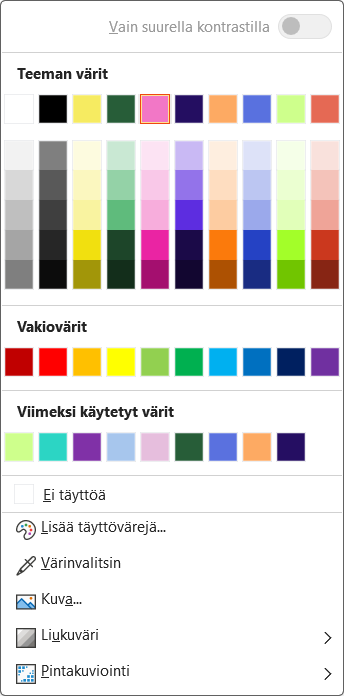 Vain suurella kontrastilla
Teeman värit
Vakiovärit
Viimeksi käytetyt värit
Ei täyttöä
Lisää täyttövärejä...
Värinvalitsin
Kuva...
Liukuväri
Pintakuviointi